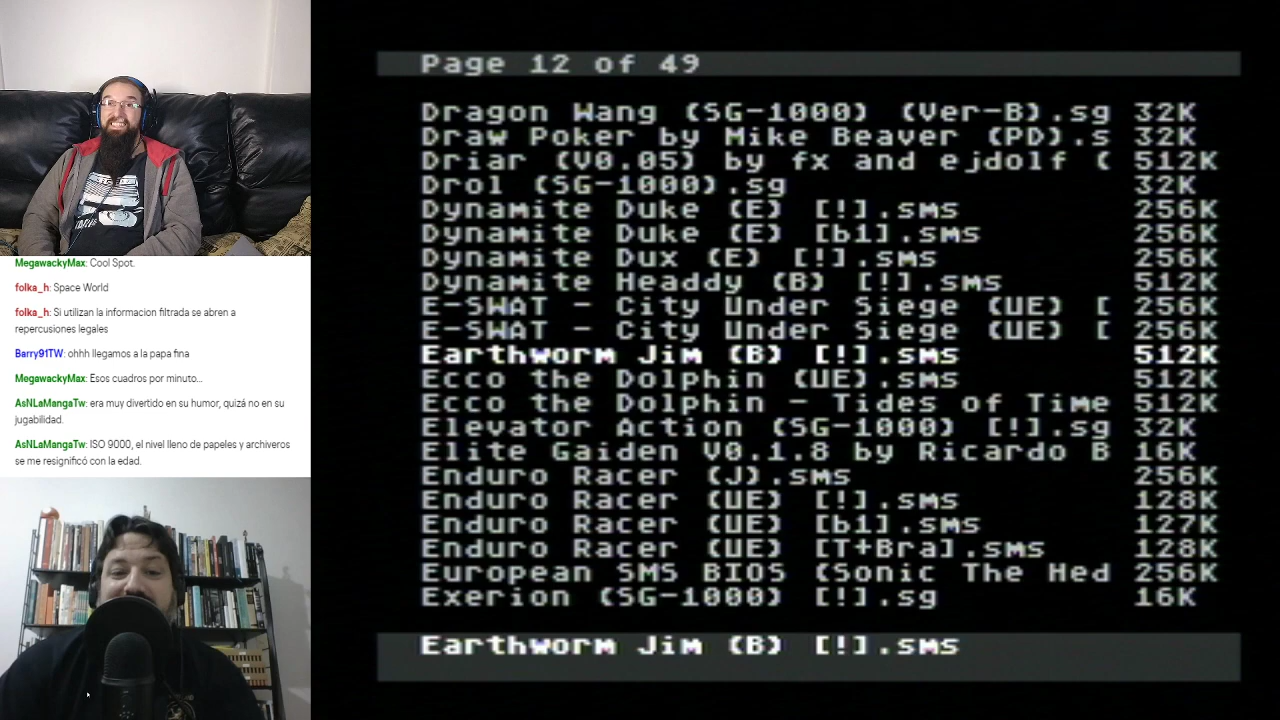 MegawackyMax: Cool Spot.
folka_h: Space World
folka_h: Si utilizan la informacion filtrada se abren a
repercusiones legales
Barry91TW: ohhh llegamos a la papa fina
MegawackyMax: Esos cuadros por minuto...
AsNLaMangaTw: era muy divertido en su humor, quizá no en su
jugabilidad.
AsNLaMangaTw: ISO 9000, el nivel lleno de papeles y archiveros
se me resignificó con la edad.
Page 12 of 49
Dragon Wang (SG-1000) (Ver-B).sg 32K
Draw Poker by Mike Beaver (PD).s 32K
Driar (V0.05) by fx and ejdolf ( 512K
Drol (SG-1000).sg 32K
Dynamite Duke (E) [!].sms 256K
Dynamite Duke (E) [b1].sms 256K
Dynamite Dux (E) [!].sms 256K
Dynamite Headdy (B) [!].sms 512K
E-SWAT - City Under Siege (UE) [ 256K
E-SWAT - City Under Siege (UE) [ 256K
Earthworm Jim (B) [!].sms 512K
Ecco the Dolphin (UE).sms 512K
Ecco the Dolphin - Tides of Time 512K
Elevator Action (SG-1000) [!].sg 32K
Elite Gaiden V0.1.8 by Ricardo B 16K
Enduro Racer (J).sms 256K
Enduro Racer (UE) [!].sms 128K
Enduro Racer (UE) [b1].sms 127K
Enduro Racer (UE) [T+Bra].sms 128K
European SMS BIOS (Sonic The Hed 256K
Exerion (SG-1000) [!].sg 16K
Earthworm Jim (B) [!].sms